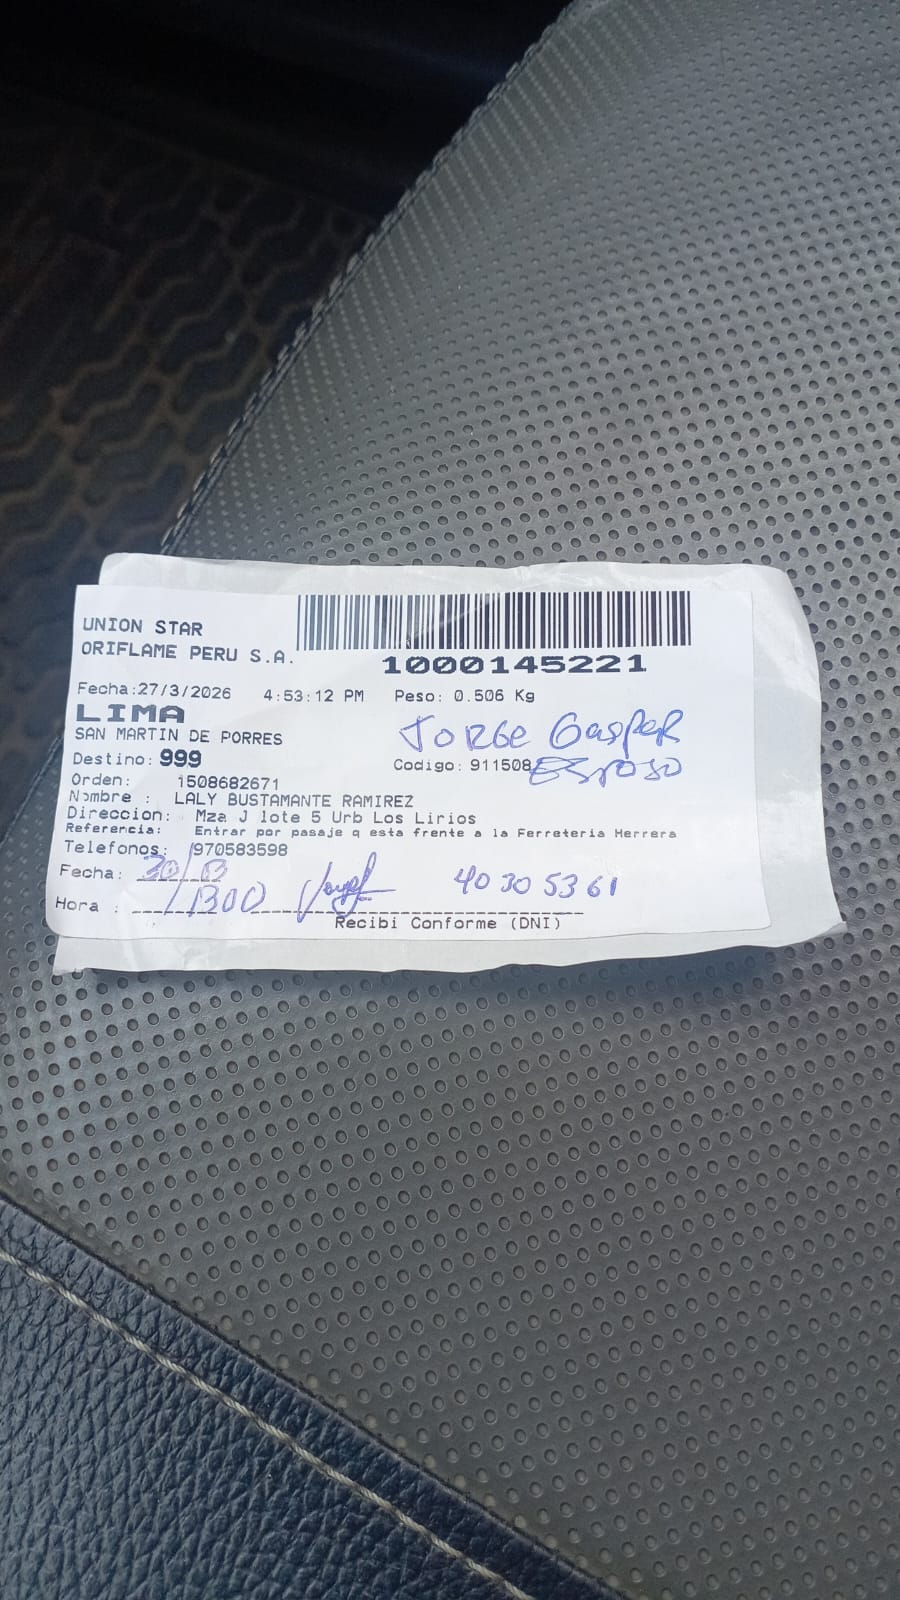 UNION STAR
ORIFLAME PERU S.A.
1000145221
Fecha:27/3/2026 4:53:12 PM Peso: 0.506 Kg
LIMA
SAN MARTIN DE PORRES
JORGE Gasper
Destino: 999
Codigo: 911508 Esposo
Orden: 1508682671
Nombre : LALY BUSTAMANTE RAMIREZ
Direccion: Mza J lote 5 Urb Los Lirios
Referencia: Entrar por pasaje q esta frente a la Ferreteria Herrera
Telefonos: 970583598
Fecha: 30/03
Hora : 1300 40305361
Recibi Conforme (DNI)